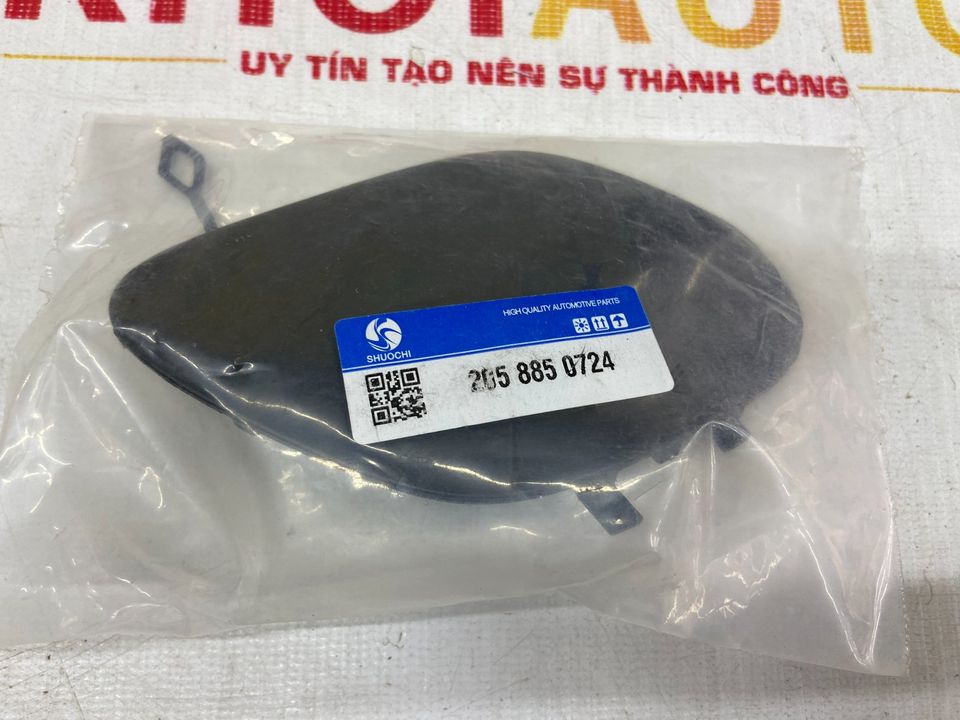 UY TÍN TẠO NÊN SỰ THÀNH CÔNG
HIGH QUALITY AUTOMOTIVE PARTS
SHUOCHI
205 885 0724